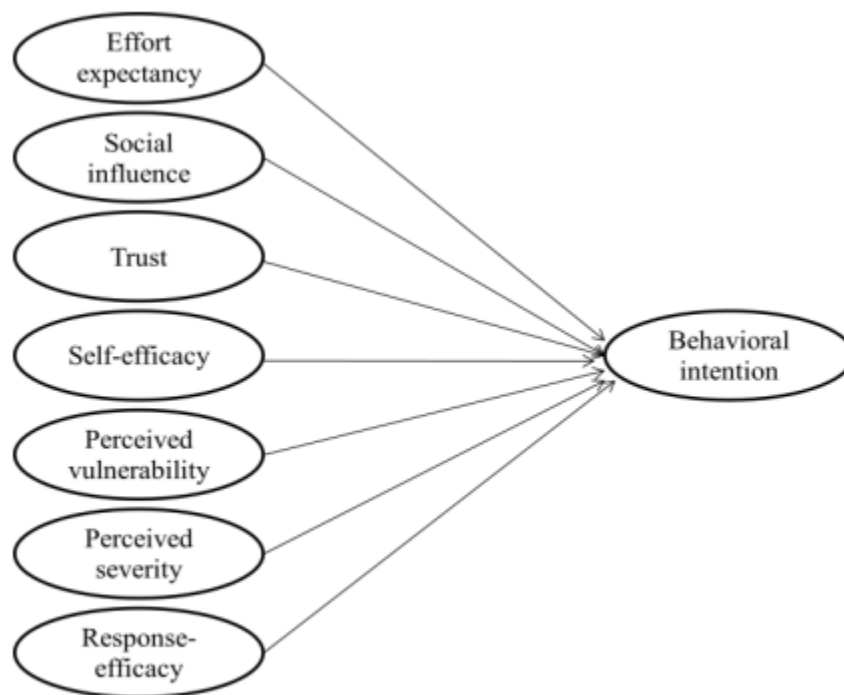 Effort
expectancy
Social
influence
Trust
Self-efficacy
Perceived
vulnerability
Perceived
severity
Response-
efficacy
Behavioral
intention